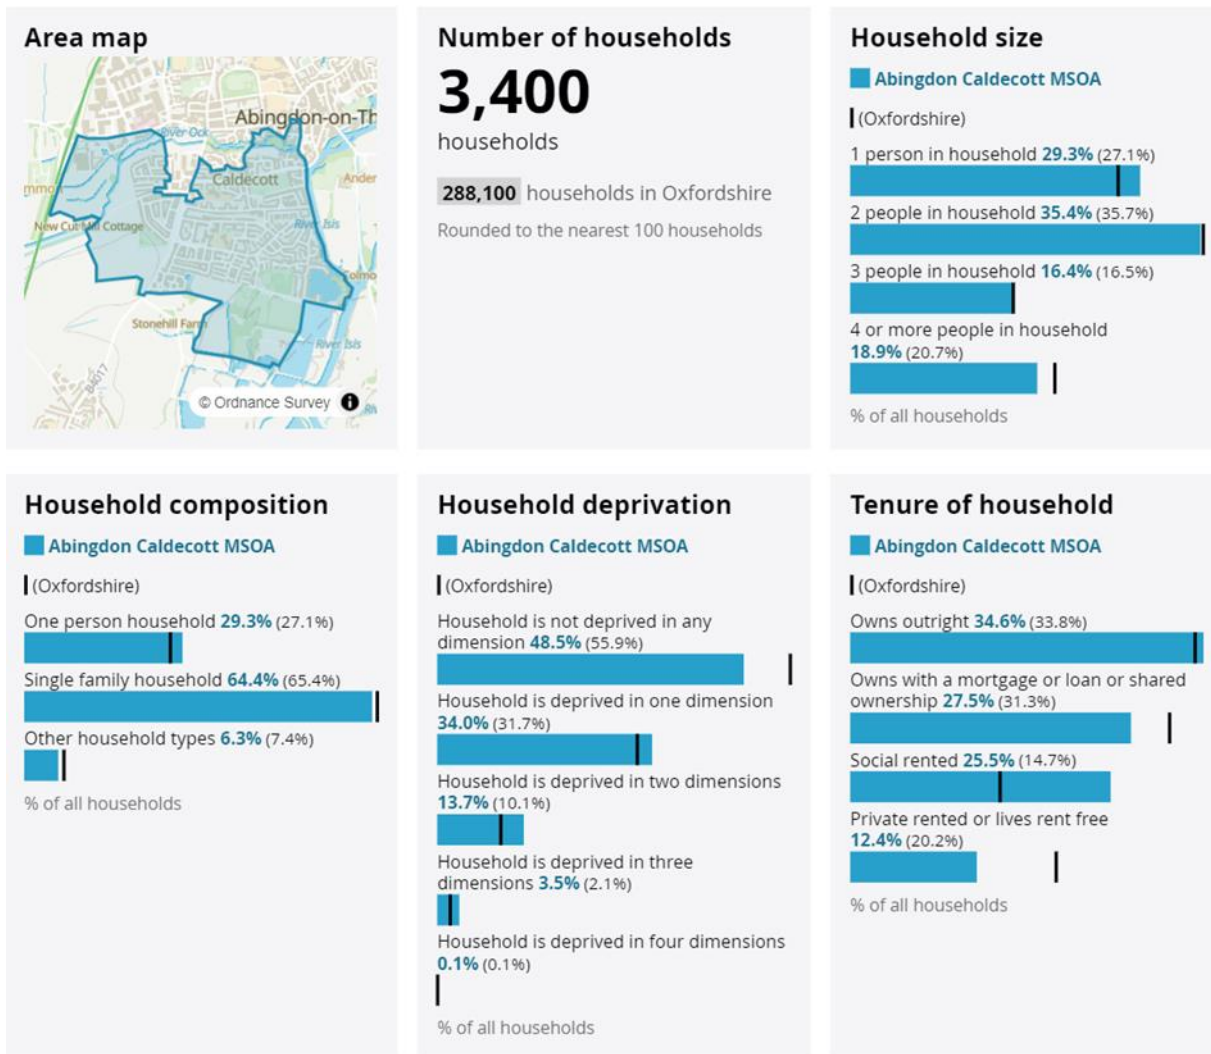 Area map
River Ock
Abingdon-on-Th
Caldecott
Ander
mmo
New Cut Mill Cottage
River Isis
Colmo
Stonehill Farm
River Isis
B4017
© Ordnance Survey
Number of households
3,400
households
288,100 households in Oxfordshire
Rounded to the nearest 100 households
Household size
Abingdon Caldecott MSOA
(Oxfordshire)
1 person in household 29.3% (27.1%)
2 people in household 35.4% (35.7%)
3 people in household 16.4% (16.5%)
4 or more people in household
18.9% (20.7%)
% of all households
Household composition
Abingdon Caldecott MSOA
(Oxfordshire)
One person household 29.3% (27.1%)
Single family household 64.4% (65.4%)
Other household types 6.3% (7.4%)
% of all households
Household deprivation
Abingdon Caldecott MSOA
(Oxfordshire)
Household is not deprived in any
dimension 48.5% (55.9%)
Household is deprived in one dimension
34.0% (31.7%)
Household is deprived in two dimensions
13.7% (10.1%)
Household is deprived in three
dimensions 3.5% (2.1%)
Household is deprived in four dimensions
0.1% (0.1%)
% of all households
Tenure of household
Abingdon Caldecott MSOA
(Oxfordshire)
Owns outright 34.6% (33.8%)
Owns with a mortgage or loan or shared
ownership 27.5% (31.3%)
Social rented 25.5% (14.7%)
Private rented or lives rent free
12.4% (20.2%)
% of all households